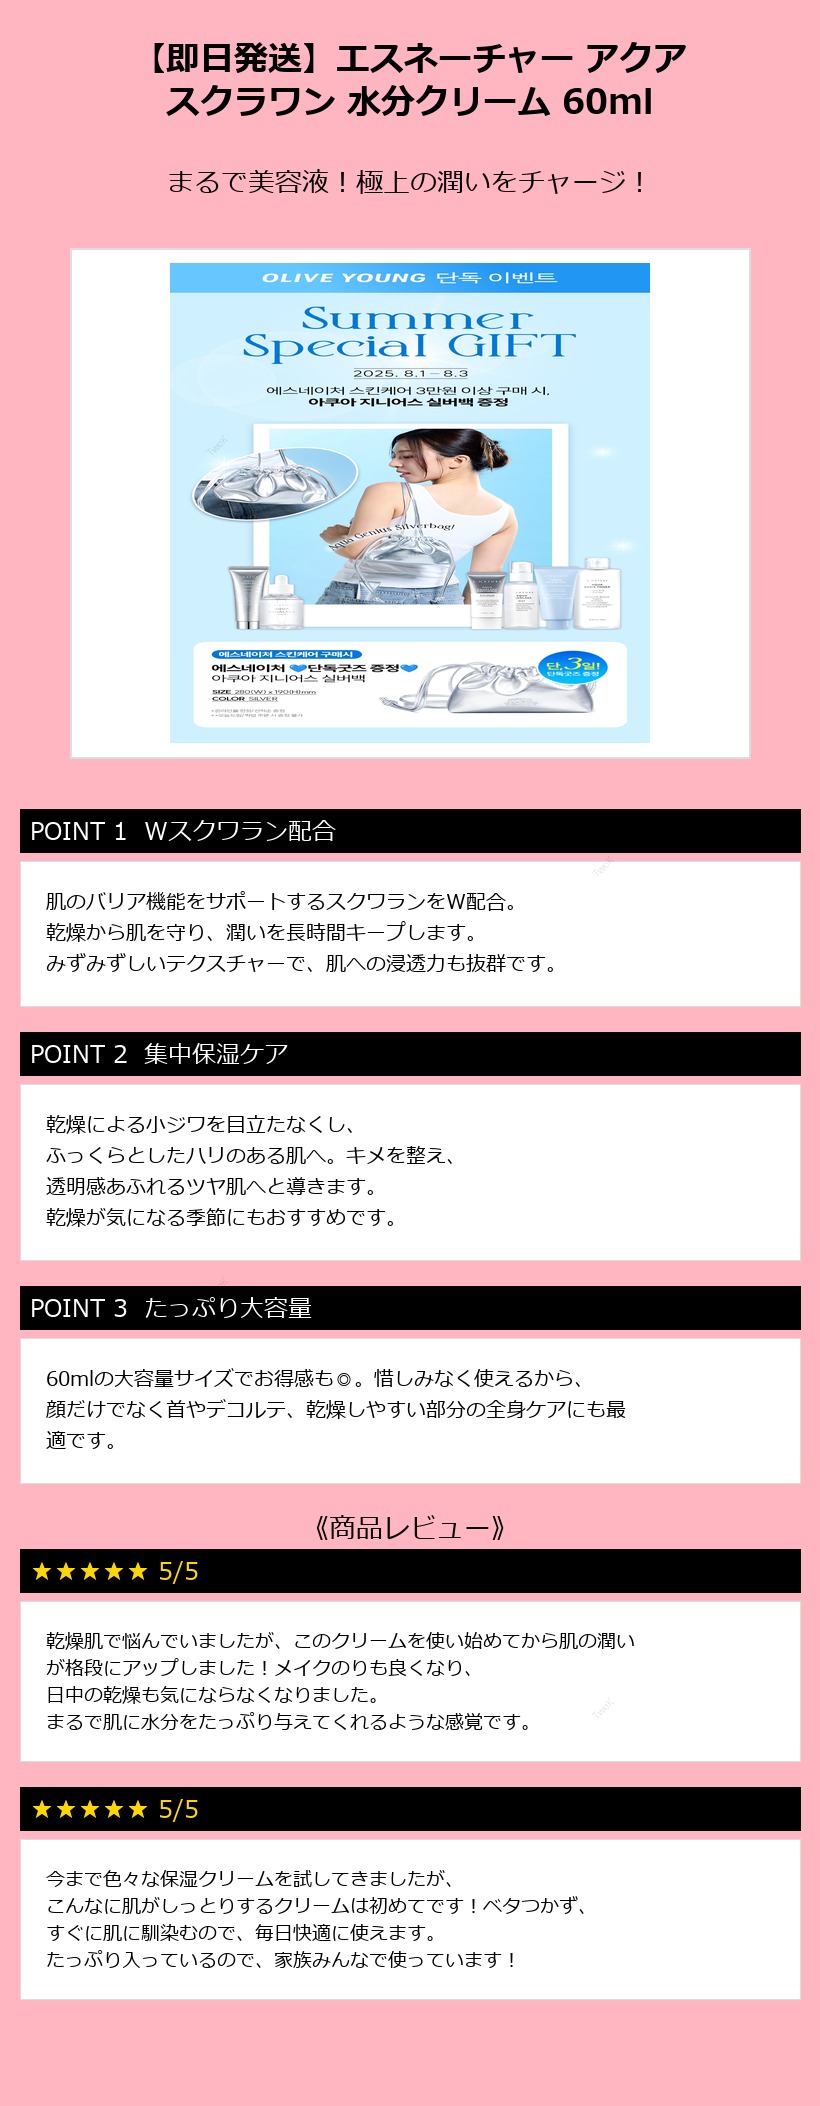 【即日発送】エスネーチャー アクア
スクラワン 水分クリーム 60ml
まるで美容液！極上の潤いをチャージ！
OLIVE YOUNG 단독 이벤트
Summer
Special GIFT
2025. 8.1 – 8.3
에스네이처 스킨케어 3만원 이상 구매 시,
아쿠아 지니어스 실버백 증정
Aqua Genius Silverbag!
에스네이처 스킨케어 구매시
에스네이처 💙단독굿즈 증정💙
아쿠아 지니어스 실버백
SIZE 280(W) x 190(H)mm
COLOR SILVER
단, 3일!
단독굿즈 증정
POINT 1 Wスクワラン配合
肌のバリア機能をサポートするスクワランをW配合。
乾燥から肌を守り、潤いを長時間キープします。
みずみずしいテクスチャーで、肌への浸透力も抜群です。
POINT 2 集中保湿ケア
乾燥による小ジワを目立たなくし、
ふっくらとしたハリのある肌へ。キメを整え、
透明感あふれるツヤ肌へと導きます。
乾燥が気になる季節にもおすすめです。
POINT 3 たっぷり大容量
60mlの大容量サイズでお得感も◎。惜しみなく使えるから、
顔だけでなく首やデコルテ、乾燥しやすい部分の全身ケアにも最
適です。
《商品レビュー》
★★★★★ 5/5
乾燥肌で悩んでいましたが、このクリームを使い始めてから肌の潤い
が格段にアップしました！メイクのりも良くなり、
日中の乾燥も気にならなくなりました。
まるで肌に水分をたっぷり与えてくれるような感覚です。
★★★★★ 5/5
今まで色々な保湿クリームを試してきましたが、
こんなに肌がしっとりするクリームは初めてです！ベタつかず、
すぐに肌に馴染むので、毎日快適に使えます。
たっぷり入っているので、家族みんなで使っています！